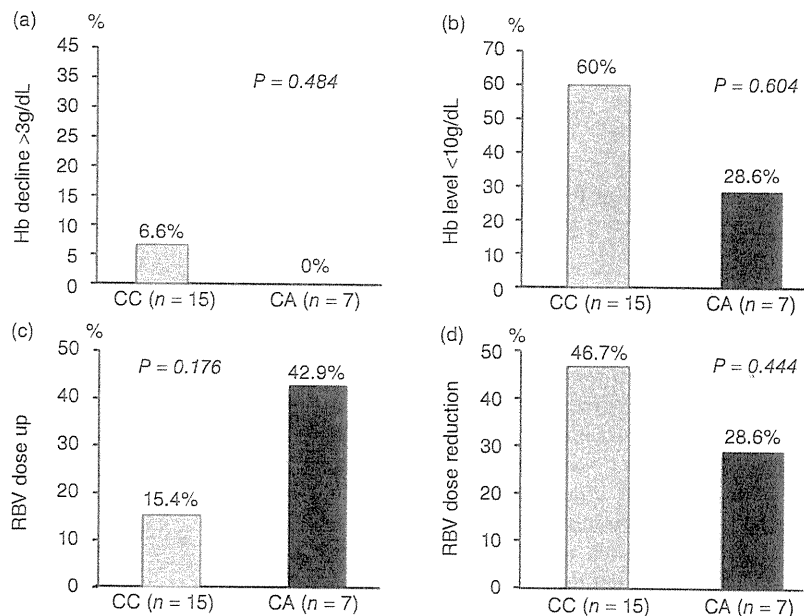 (a)
%
45
35
25
15
10
5
0
Hb decline >3g/dL
P = 0.484
6.6%
0%
CC (n = 15)
CA (n = 7)
(b)
%
70
60
50
40
30
20
10
0
Hb level <10g/dL
P = 0.604
60%
28.6%
CC (n = 15)
CA (n = 7)
(c)
%
50
40
30
20
10
0
RBV dose up
P = 0.176
15.4%
42.9%
CC (n = 15)
CA (n = 7)
(d)
%
50
40
30
20
10
0
RBV dose reduction
P = 0.444
46.7%
28.6%
CC (n = 15)
CA (n = 7)